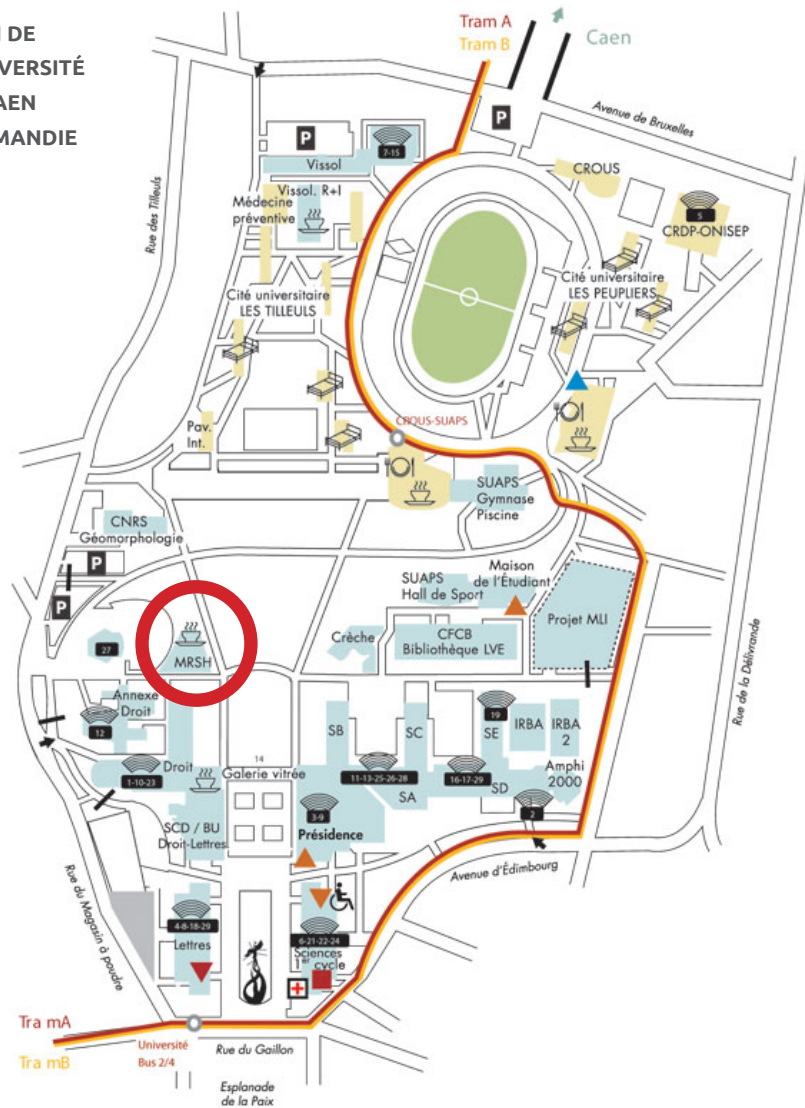 Tram A
Tram B
Caen
N DE
VERSITÉ
AEN
MANDIE
Avenue de Bruxelles
P
P
7-15
Vissol
CROUS
Vissol. R+I
Médecine
préventive
5
CRDP-ONISEP
Rue des Tilleuls
Cité universitaire
LES TILLEULS
Cité universitaire
LES PEUPLIERS
CROUS-SUAPS
Pav.
Int.
SUAPS
Gymnase
Piscine
CNRS
Géomorphologie
P
P
Maison
de l'Étudiant
SUAPS
Hall de Sport
Projet MLI
27
MRSH
Crèche
CFCB
Bibliothèque LVE
Rue de la Délivrande
Annexe
Droit
12
19
SB
SC
SE
IRBA
IRBA
2
Droit
1-10-23
14
Galerie vitrée
11-13-25-26-28
16-17-29
SA
SD
Amphi
2000
2
3-9
SCD / BU
Droit-Lettres
Présidence
Avenue d'Édimbourg
Rue du Magasin à poudre
4-8-18-29
Lettres
6-21-22-24
Sciences
1er cycle
Tra mA
Tra mB
Université
Bus 2/4
Rue du Gaillon
Esplanade
de la Paix